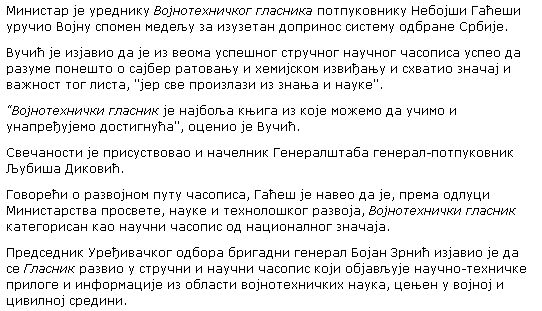 Министар је уреднику Војнотехничког гласника потпуковнику Небојши Гаћеши
уручио Војну спомен медељу за изузетан допринос систему одбране Србије.
Вучић је изјавио да је из веома успешног стручног научног часописа успео да
разуме понешто о сајбер ратовању и хемијском извиђању и схватио значај и
важност тог листа, "јер све произлази из знања и науке".
“Војнотехнички гласник је најбоља књига из које можемо да учимо и
унапређујемо достигнућа", оценио је Вучић.
Свечаности је присуствовао и начелник Генералштаба генерал-потпуковник
Љубиша Диковић.
Говорећи о развојном путу часописа, Гаћеш је навео да је, према одлуци
Министарства просвете, науке и технолошког развоја, Војнотехнички гласник
категорисан као научни часопис од националног значаја.
Председник Уређивачког одбора бригадни генерал Бојан Зрнић изјавио је да
се Гласник развио у стручни и научни часопис који објављује научно-техничке
прилоге и информације из области војнотехничких наука, цењен у војној и
цивилној средини.